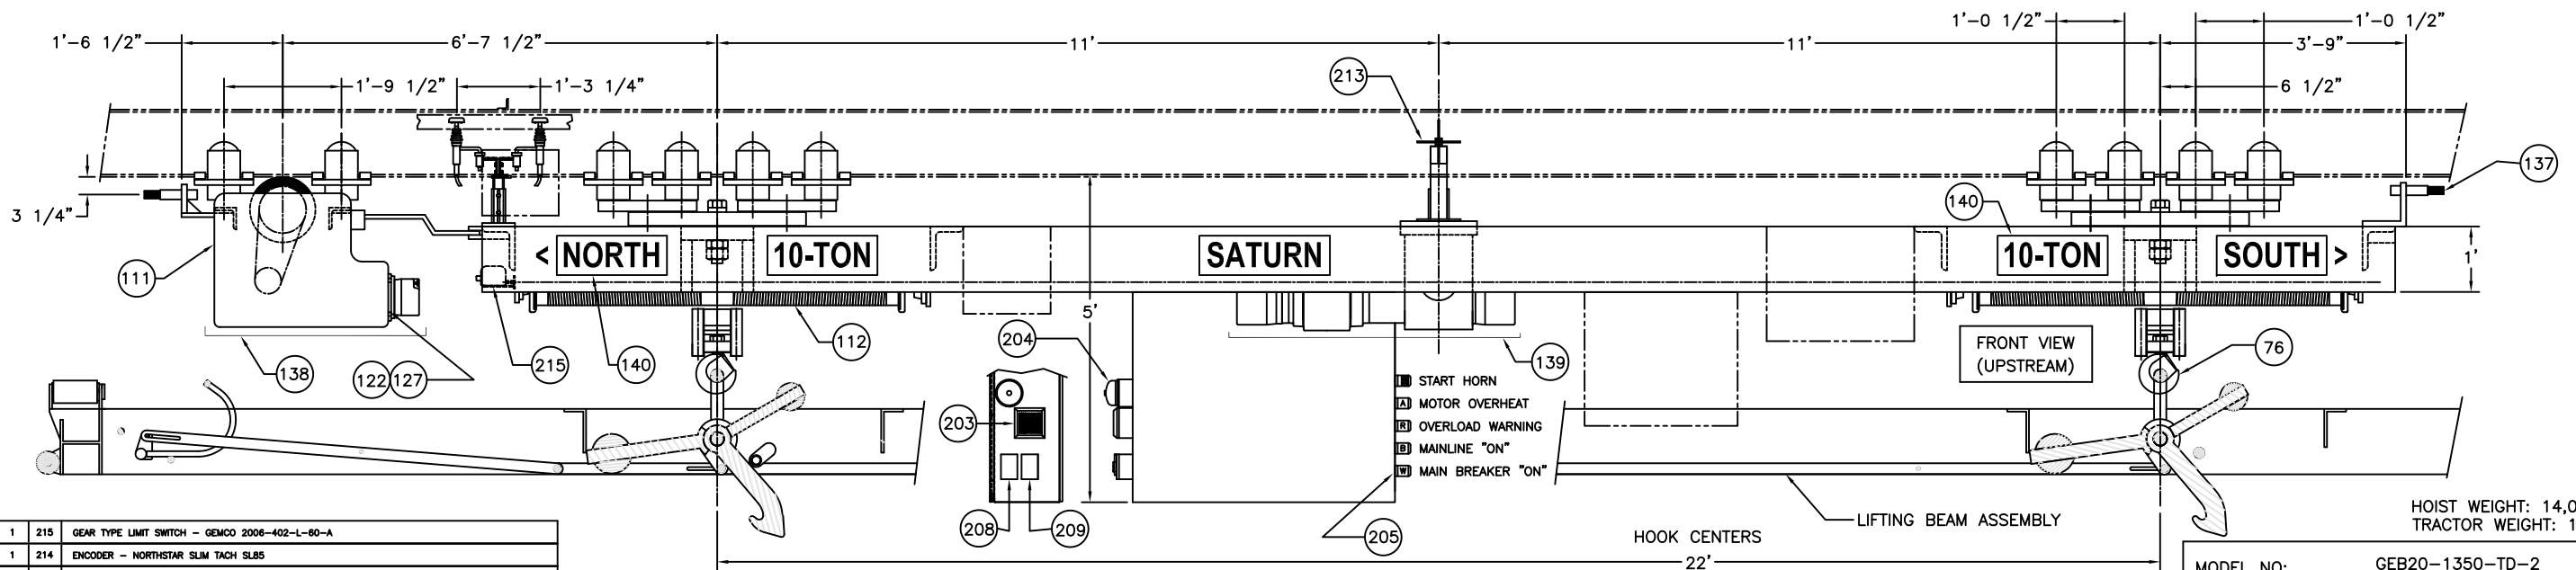 1'-0 1/2"
1'-0 1/2"
1'-6 1/2"
6'-7 1/2"
11'
11'
3'-9"
213
1'-9 1/2"
1'-3 1/4"
6 1/2"
137
3 1/4"
140
< NORTH
10-TON
SATURN
10-TON
SOUTH >
1'
111
5'
112
204
139
FRONT VIEW
(UPSTREAM)
76
138
122
127
215
140
START HORN
A MOTOR OVERHEAT
203
R OVERLOAD WARNING
B MAINLINE "ON"
W MAIN BREAKER "ON"
208
209
205
LIFTING BEAM ASSEMBLY
HOIST WEIGHT: 14,0
TRACTOR WEIGHT: 1
1 215 GEAR TYPE LIMIT SWITCH - GEMCO 2006-402-L-60-A
1 214 ENCODER - NORTHSTAR SLIM TACH SL85
HOOK CENTERS
22'
MODEL NO: GEB20-1350-TD-2